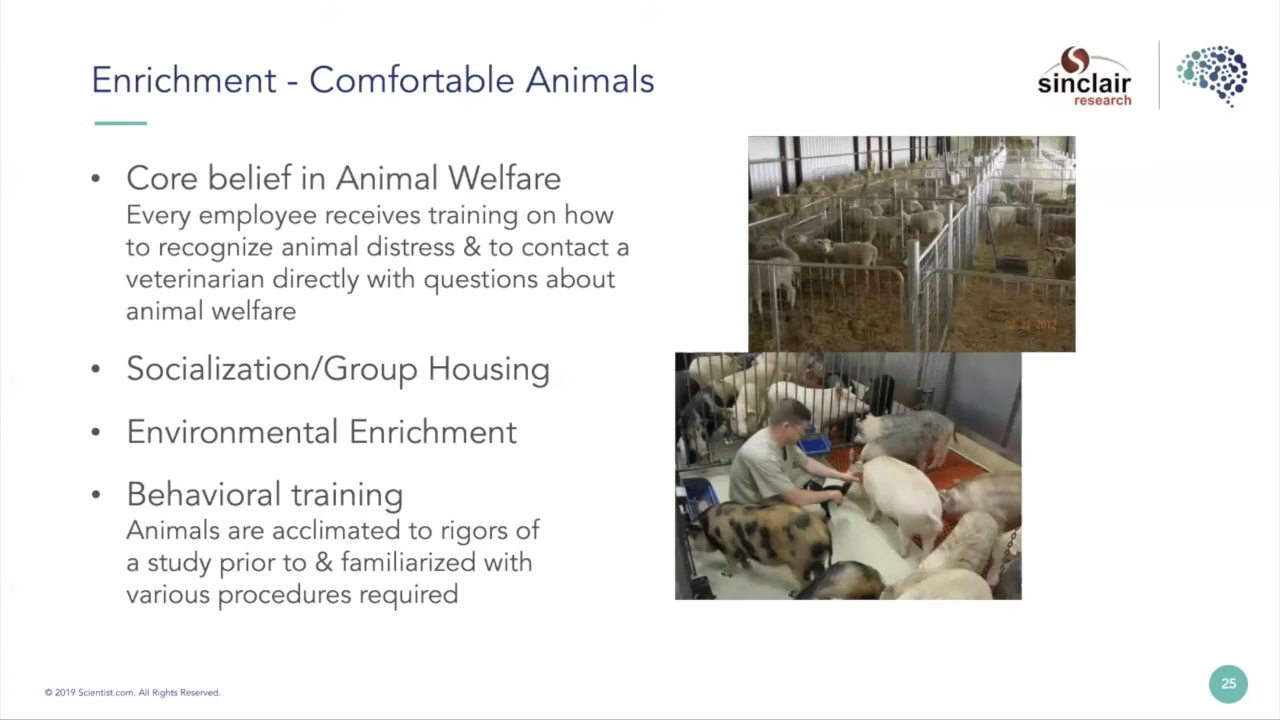 Enrichment - Comfortable Animals
sinclair
research
• Core belief in Animal Welfare
Every employee receives training on how
to recognize animal distress & to contact a
veterinarian directly with questions about
animal welfare
• Socialization/Group Housing
• Environmental Enrichment
• Behavioral training
Animals are acclimated to rigors of
a study prior to & familiarized with
various procedures required
02 21 2012
© 2019 Scientist.com. All Rights Reserved.
25